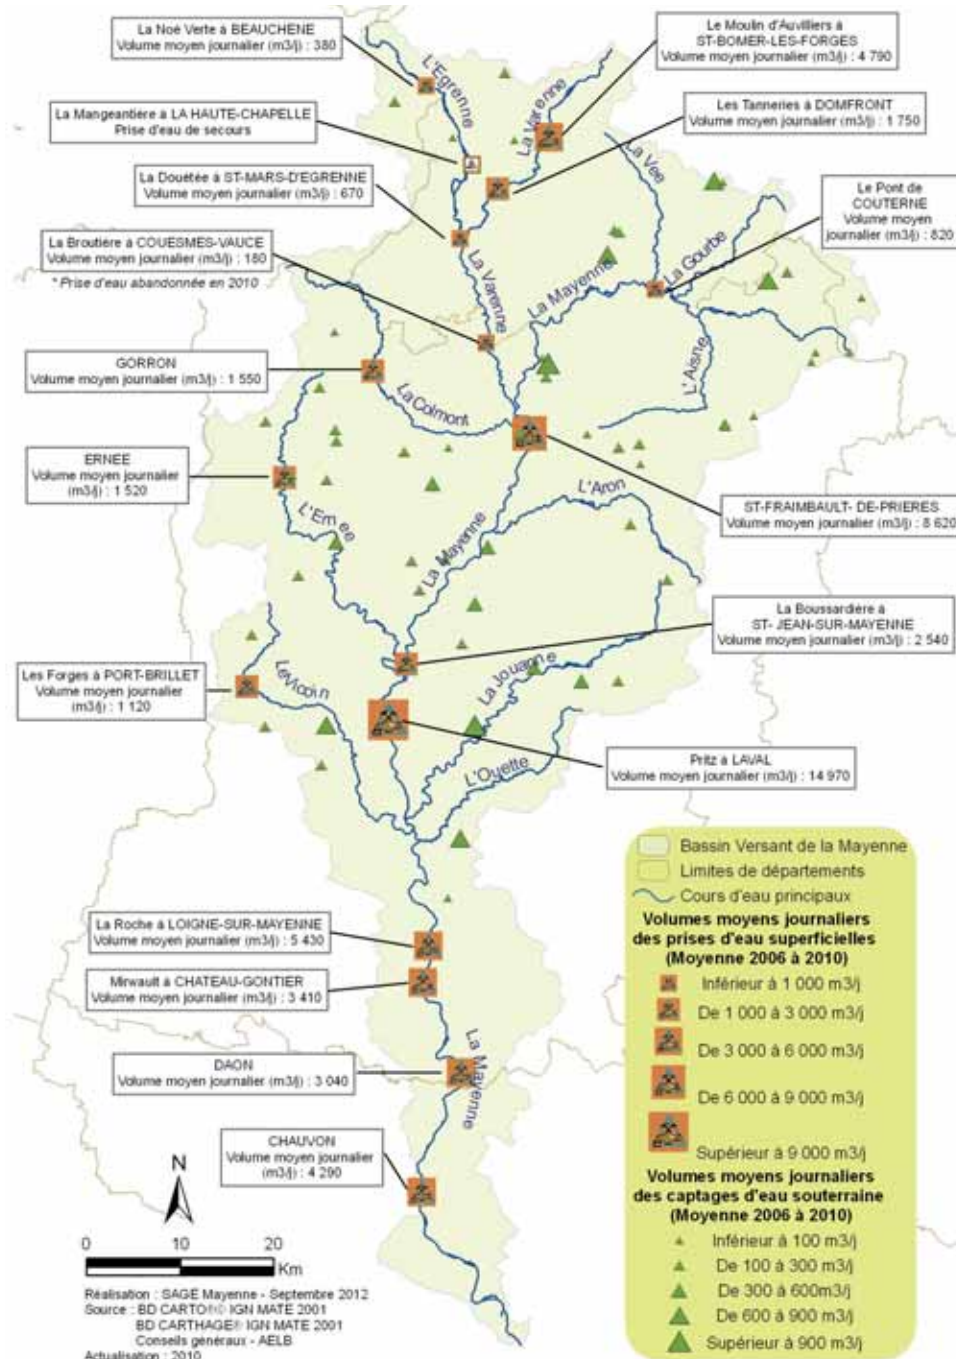 La Noë Verte à BEAUCHENE
Volume moyen journalier (m3/j) : 380
Le Moulin d'Auvilliers à
ST-BOMER-LES-FORGES
Volume moyen journalier (m3/j) : 4 790
La Mangeantière à LA HAUTE-CHAPELLE
Prise d'eau de secours
Les Tanneries à DOMFRONT
Volume moyen journalier (m3/j) : 1 750
La Douëtée à ST-MARS-D'EGRENNE
Volume moyen journalier (m3/j) : 670
Le Pont de
COUTERNE
Volume moyen
journalier (m3/j) : 820
La Broutière à COUESMES-VAUCE
Volume moyen journalier (m3/j) : 180
* Prise d'eau abandonnée en 2010
GORRON
Volume moyen journalier (m3/j) : 1 550
ERNEE
Volume moyen journalier
(m3/j) : 1 520
ST-FRAIMBAULT- DE-PRIERES
Volume moyen journalier (m3/j) : 8 620
La Boussardière à
ST- JEAN-SUR-MAYENNE
Volume moyen journalier (m3/j) : 2 540
Les Forges à PORT-BRILLET
Volume moyen journalier
(m3/j) : 1 120
Pritz à LAVAL
Volume moyen journalier (m3/j) : 14 970
La Roche à LOIGNE-SUR-MAYENNE
Volume moyen journalier (m3/j) : 5 430
Mirwault à CHATEAU-GONTIER
Volume moyen journalier (m3/j) : 3 410
DAON
Volume moyen journalier (m3/j) : 3 040
CHAUVON
Volume moyen journalier
(m3/j) : 4 290
L'Egrenne
La Varenne
La Vée
La Varenne
La Mayenne
La Gourbe
L'Aisne
La Colmont
L'Ernée
La Mayenne
L'Aron
Le Vicoin
La Jouanne
L'Ouette
La Mayenne
Bassin Versant de la Mayenne
Limites de départements
Cours d'eau principaux
Volumes moyens journaliers
des prises d'eau superficielles
(Moyenne 2006 à 2010)
Inférieur à 1 000 m3/j
De 1 000 à 3 000 m3/j
De 3 000 à 6 000 m3/j
De 6 000 à 9 000 m3/j
Supérieur à 9 000 m3/j
Volumes moyens journaliers
des captages d'eau souterraine
(Moyenne 2006 à 2010)
Inférieur à 100 m3/j
De 100 à 300 m3/j
De 300 à 600m3/j
De 600 à 900 m3/j
Supérieur à 900 m3/j
N
0 10 20
Km
Réalisation : SAGE Mayenne - Septembre 2012
Source : BD CARTO®© IGN MATE 2001
BD CARTHAGE® IGN MATE 2001
Conseils généraux - AELB
Actualisation : 2010